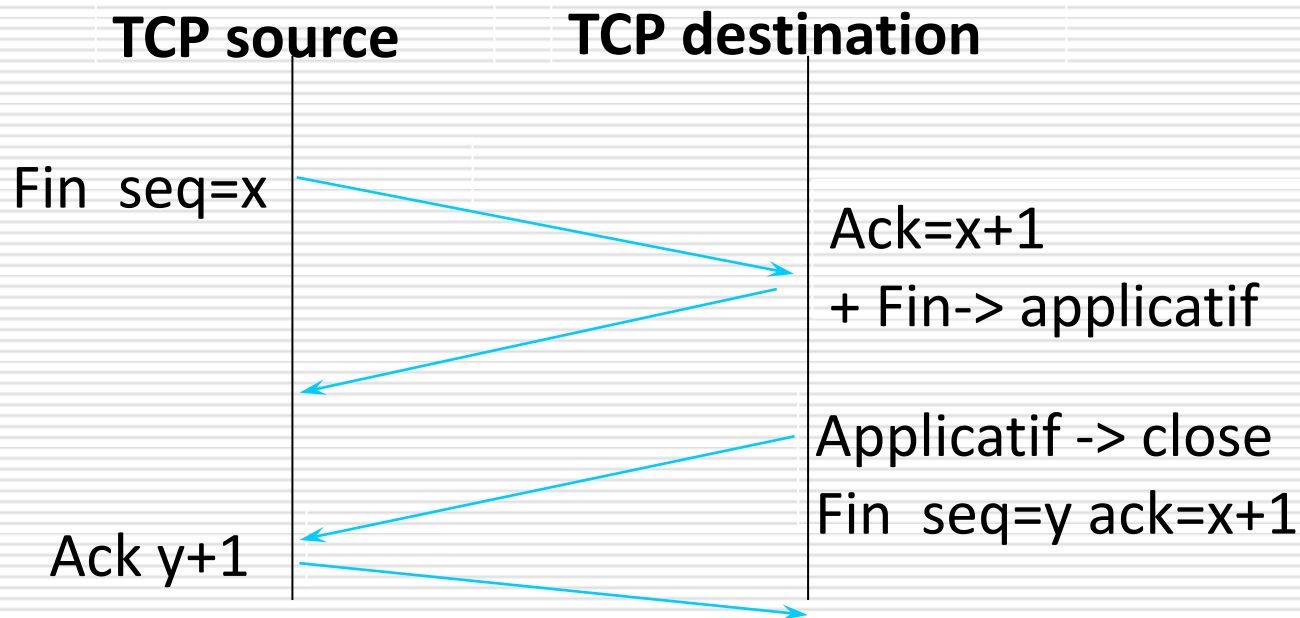 TCP source
TCP destination
Fin seq=x
Ack=x+1
+ Fin-> applicatif
Applicatif -> close
Fin seq=y ack=x+1
Ack y+1